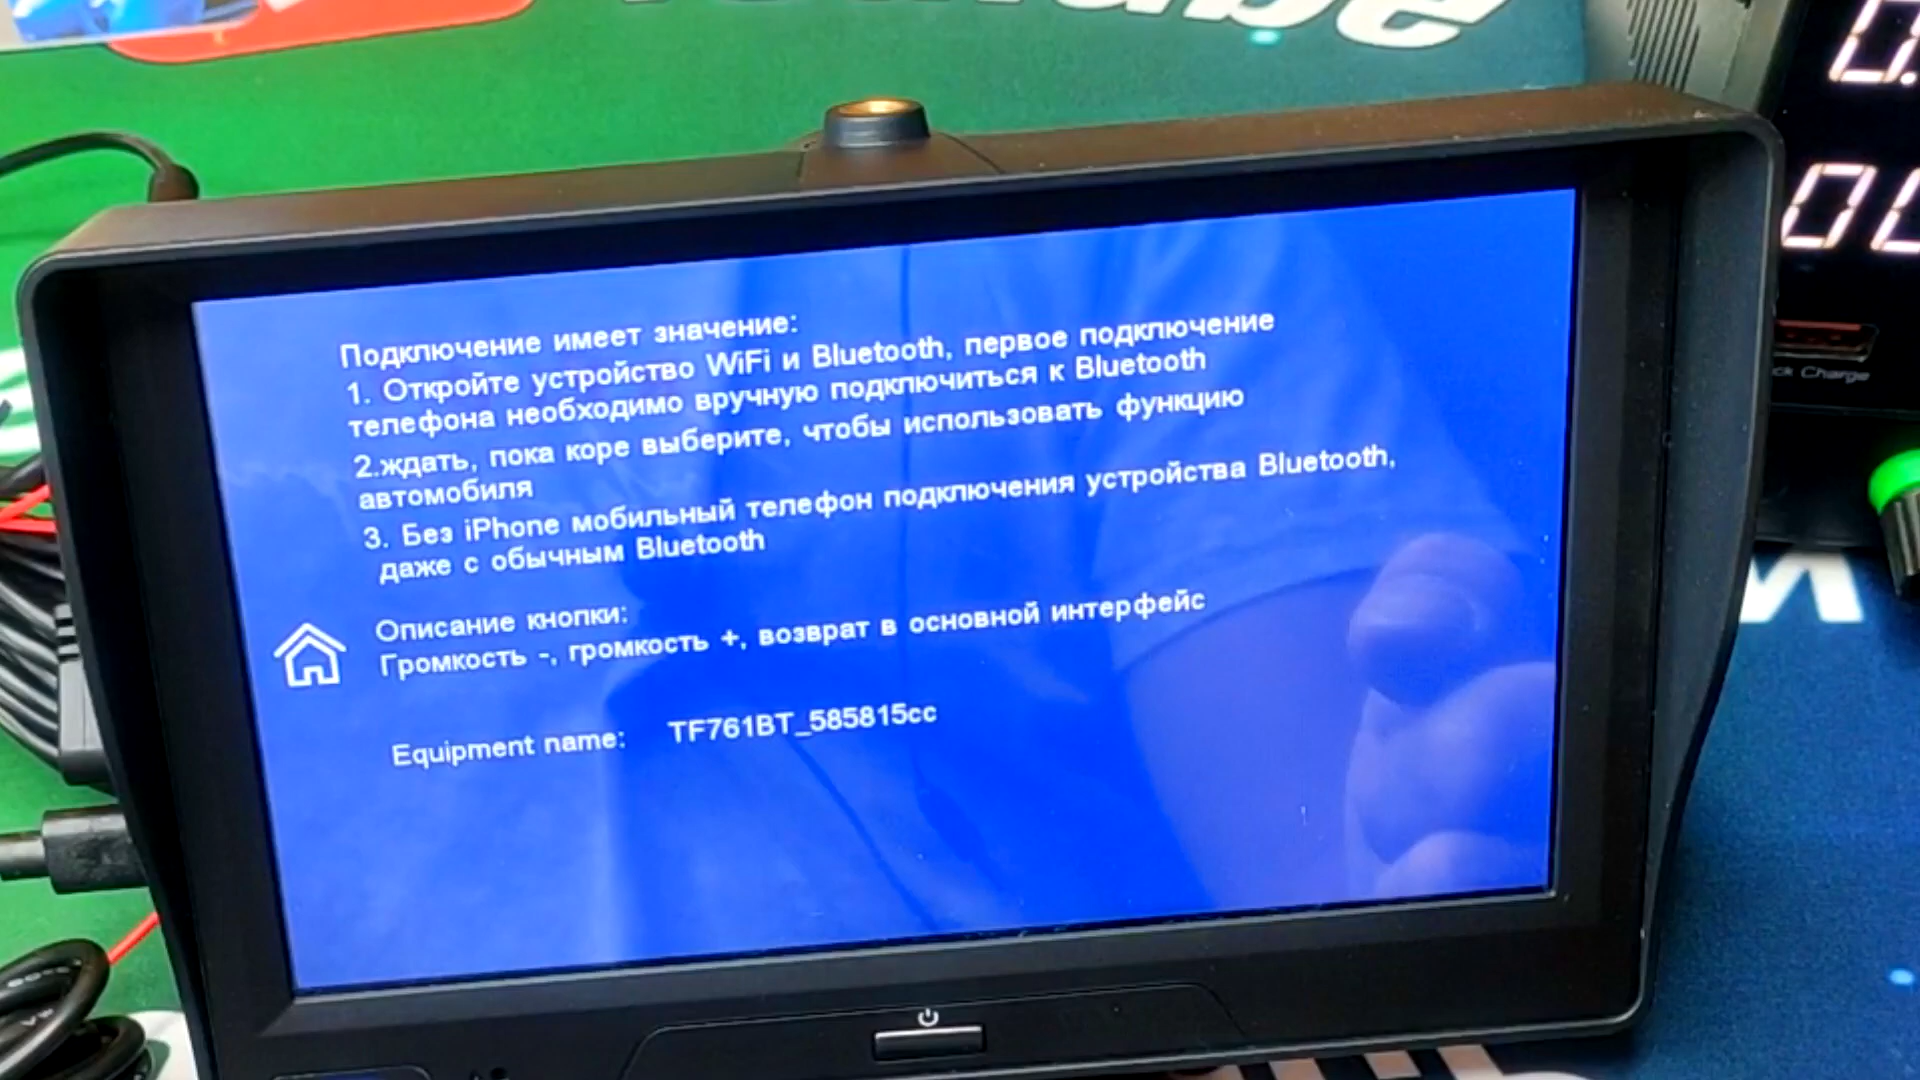 Подключение имеет значение:
1. Откройте устройство WiFi и Bluetooth, первое подключение
телефона необходимо вручную подключиться к Bluetooth
2.ждать, пока коре выберите, чтобы использовать функцию
автомобиля
3. Без iPhone мобильный телефон подключения устройства Bluetooth,
даже с обычным Bluetooth
Описание кнопки:
Громкость -, громкость +, возврат в основной интерфейс
Equipment name: TF761BT_585815cc
Charge